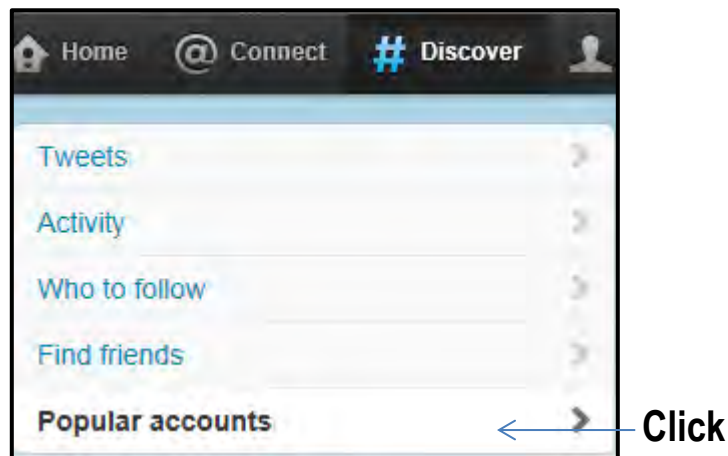 Home @ Connect # Discover
Tweets
Activity
Who to follow
Find friends
Popular accounts
Click